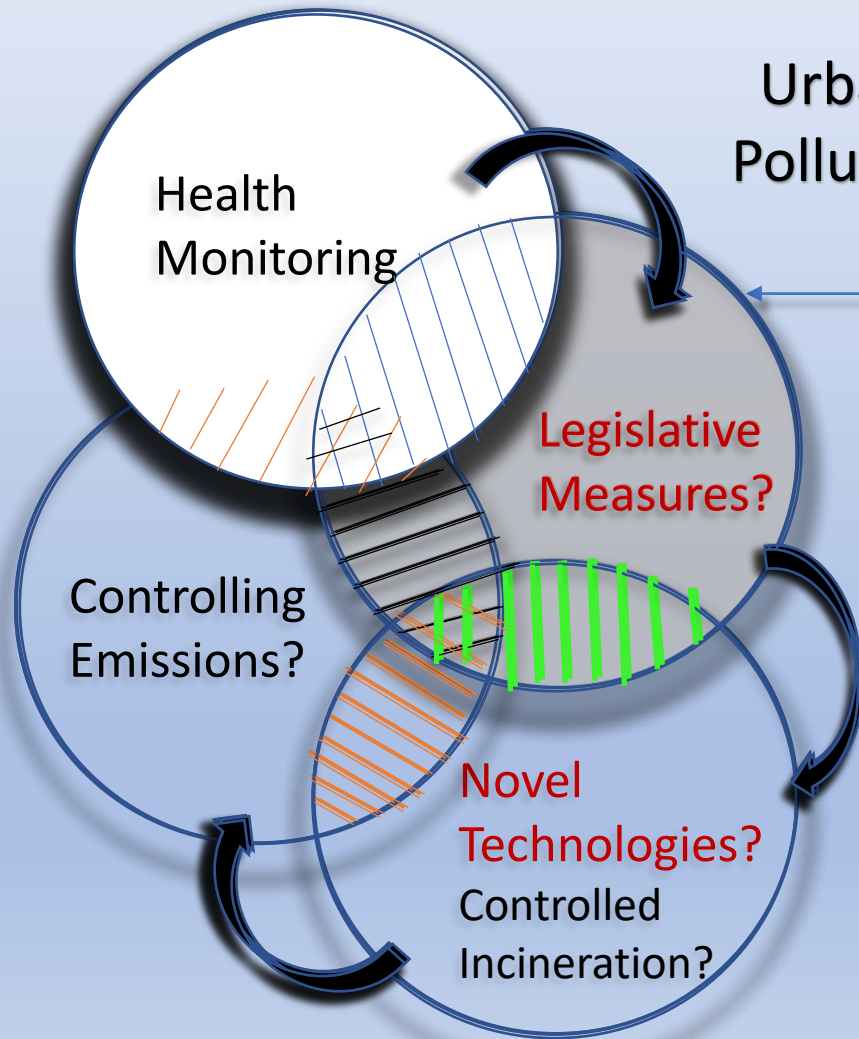 Health
Monitoring
Legislative
Measures?
Controlling
Emissions?
Novel
Technologies?
Controlled
Incineration?